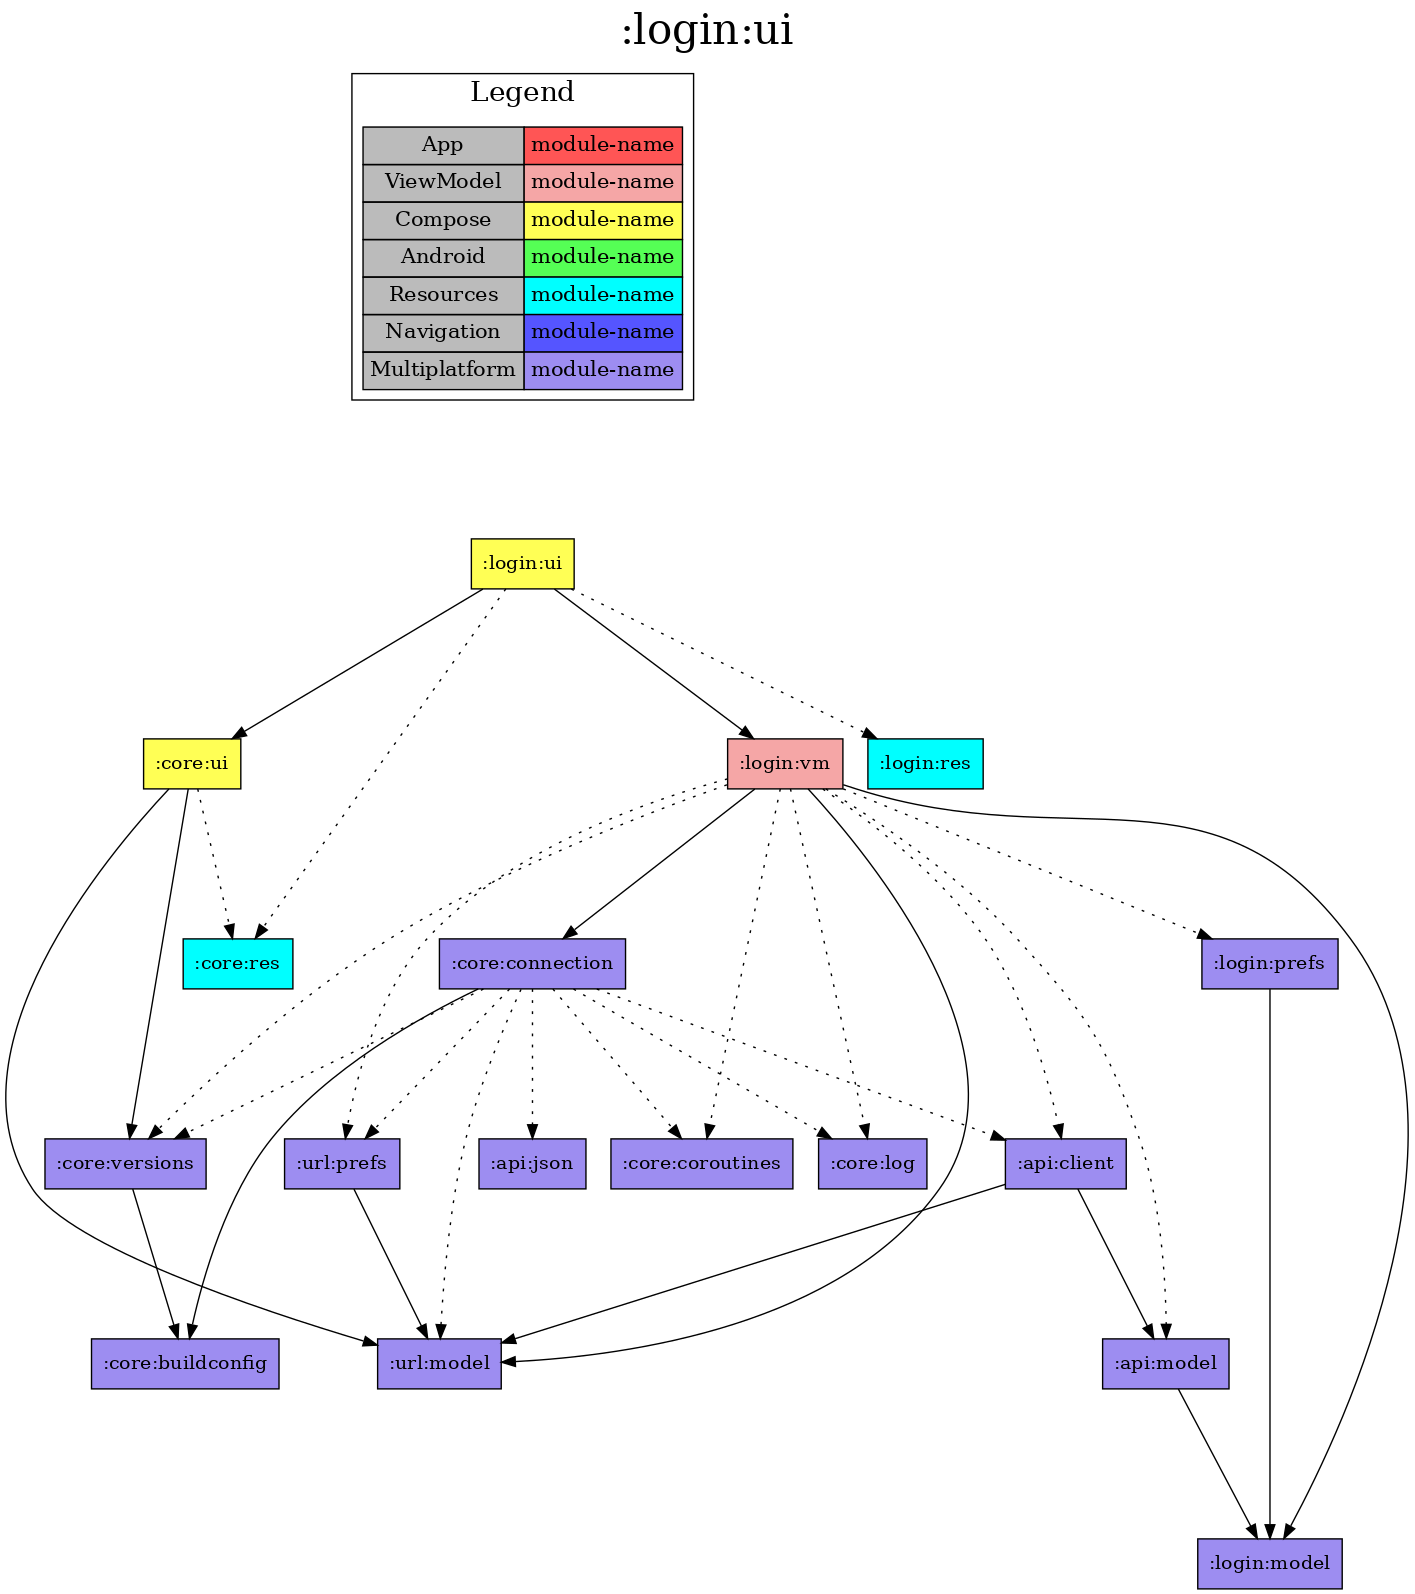 :login:ui
Legend
App module-name
ViewModel module-name
Compose module-name
Android module-name
Resources module-name
Navigation module-name
Multiplatform module-name
:login:ui
:core:ui
:login:vm
:login:res
:core:res
:core:connection
:login:prefs
:core:versions
:url:prefs
:api:json
:core:coroutines
:core:log
:api:client
:core:buildconfig
:url:model
:api:model
:login:model